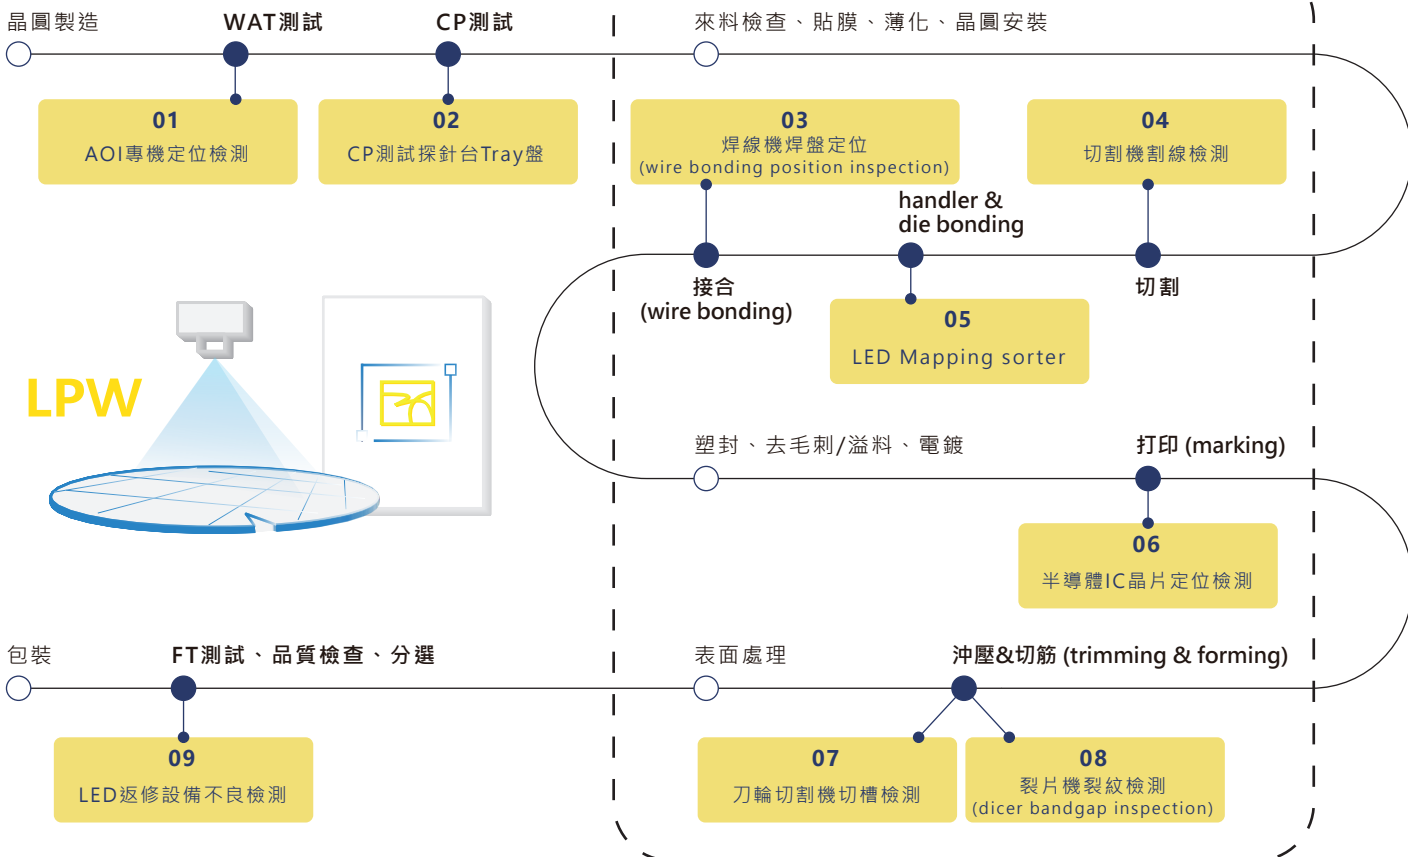 晶圓製造
WAT測試
CP測試
來料檢查、貼膜、薄化、晶圓安裝
01
AOI專機定位檢測
02
CP測試探針台Tray盤
03
焊線機焊盤定位
(wire bonding position inspection)
04
切割機割線檢測
handler &
die bonding
接合
(wire bonding)
切割
05
LED Mapping sorter
LPW
塑封、去毛刺/溢料、電鍍
打印 (marking)
06
半導體IC晶片定位檢測
包裝
FT測試、品質檢查、分選
表面處理
沖壓&切筋 (trimming & forming)
09
LED返修設備不良檢測
07
刀輪切割機切槽檢測
08
裂片機裂紋檢測
(dicer bandgap inspection)